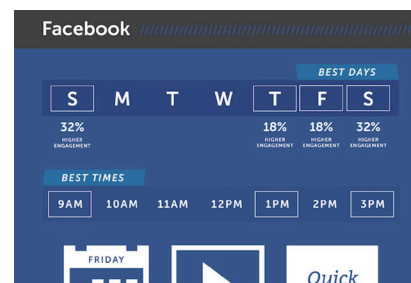 Facebook
BEST DAYS
S M T W T F S
32% 18% 18% 32%
HIGHER HIGHER HIGHER HIGHER
ENGAGEMENT ENGAGEMENT ENGAGEMENT ENGAGEMENT
BEST TIMES
9AM 10AM 11AM 12PM 1PM 2PM 3PM
FRIDAY
Quick